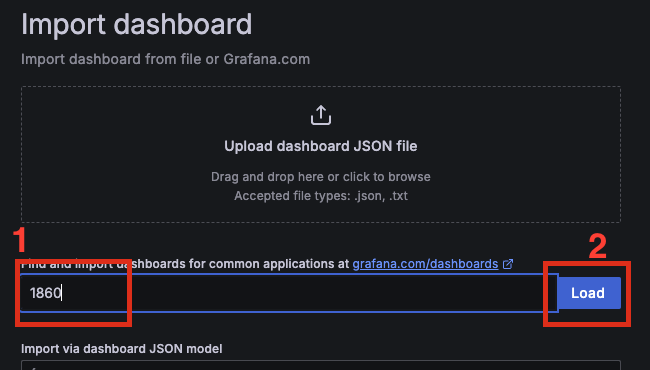 Import dashboard
Import dashboard from file or Grafana.com
Upload dashboard JSON file
Drag and drop here or click to browse
Accepted file types: .json, .txt
1
2
Find and import dashboards for common applications at grafana.com/dashboards
1860
Load
Import via dashboard JSON model